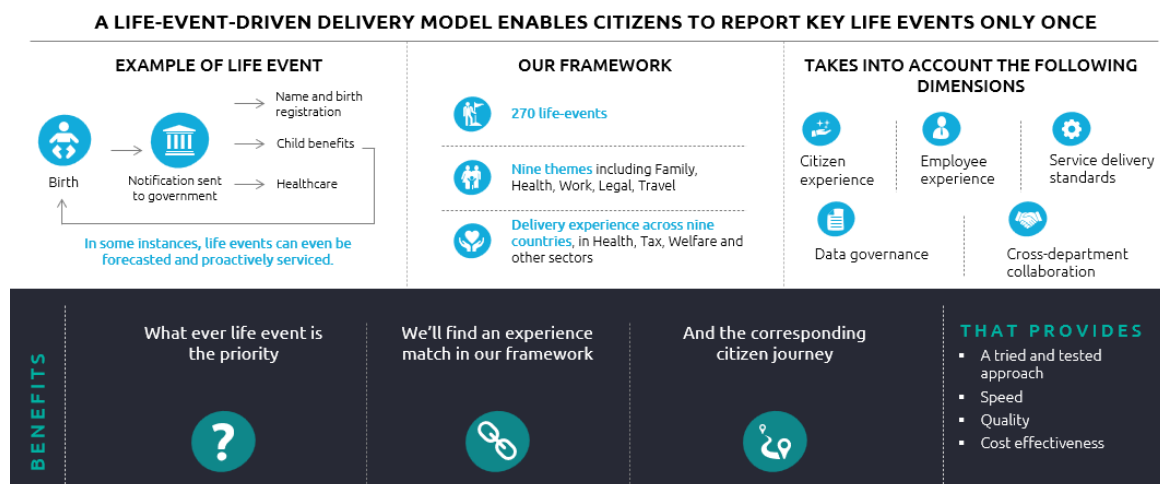 A LIFE-EVENT-DRIVEN DELIVERY MODEL ENABLES CITIZENS TO REPORT KEY LIFE EVENTS ONLY ONCE
EXAMPLE OF LIFE EVENT
Name and birth
registration
Child benefits
Healthcare
Birth
Notification sent
to government
In some instances, life events can even be
forecasted and proactively serviced.
OUR FRAMEWORK
270 life-events
Nine themes including Family,
Health, Work, Legal, Travel
Delivery experience across nine
countries, in Health, Tax, Welfare and
other sectors
TAKES INTO ACCOUNT THE FOLLOWING
DIMENSIONS
Citizen
experience
Employee
experience
Service delivery
standards
Data governance
Cross-department
collaboration
BENEFITS
What ever life event is
the priority
?
We'll find an experience
match in our framework
And the corresponding
citizen journey
THAT PROVIDES
▪ A tried and tested
approach
▪ Speed
▪ Quality
▪ Cost effectiveness